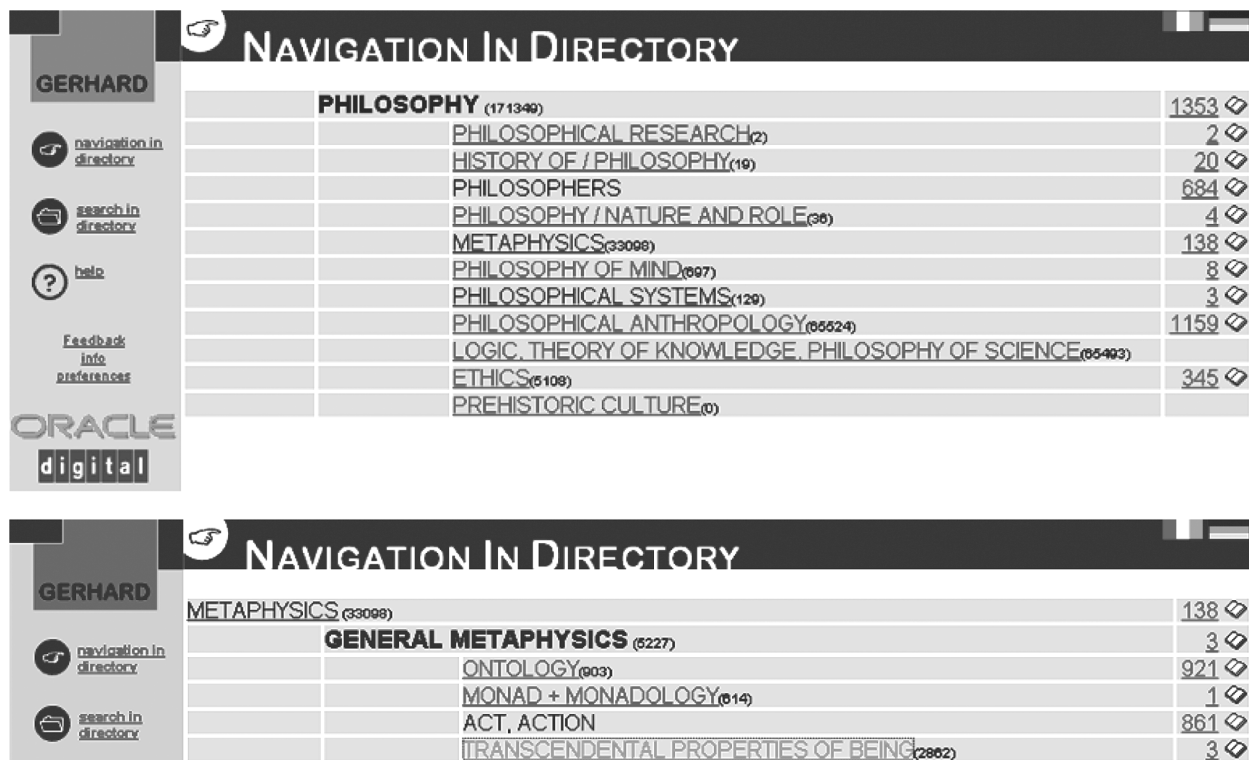 NAVIGATION IN DIRECTORY
GERHARD
PHILOSOPHY (171349) 1353
PHILOSOPHICAL RESEARCH(2) 2
HISTORY OF / PHILOSOPHY(19) 20
PHILOSOPHERS 684
PHILOSOPHY / NATURE AND ROLE(36) 4
METAPHYSICS(33098) 138
PHILOSOPHY OF MIND(697) 8
PHILOSOPHICAL SYSTEMS(129) 3
PHILOSOPHICAL ANTHROPOLOGY(65524) 1159
LOGIC, THEORY OF KNOWLEDGE, PHILOSOPHY OF SCIENCE(65493)
ETHICS(5108) 345
PREHISTORIC CULTURE(0)
navigation in
directory
search in
directory
? help
Feedback
info
preferences
ORACLE
digital
NAVIGATION IN DIRECTORY
GERHARD
METAPHYSICS (33098) 138
GENERAL METAPHYSICS (5227) 3
ONTOLOGY(903) 921
MONAD + MONADOLOGY(614) 1
ACT, ACTION 861
TRANSCENDENTAL PROPERTIES OF BEING(2862) 3
navigation in
directory
search in
directory